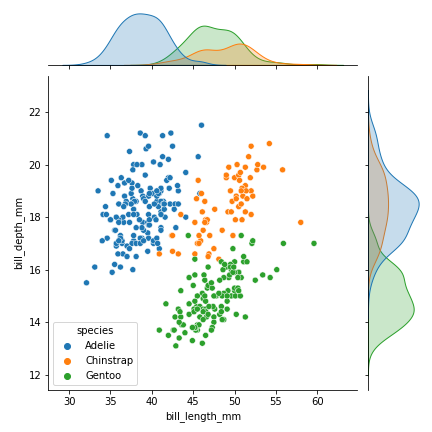 22
20
18
16
14
12
bill_depth_mm
species
Adelie
Chinstrap
Gentoo
30 35 40 45 50 55 60
bill_length_mm